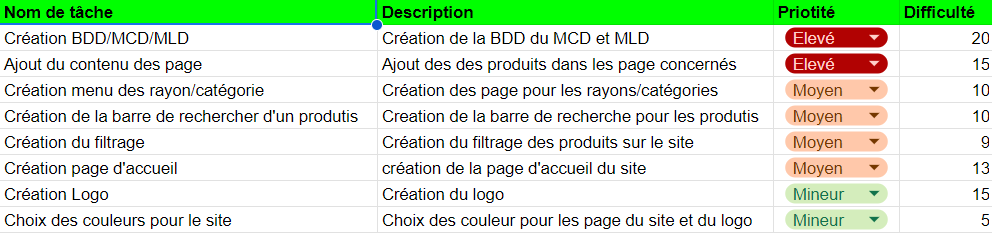 Nom de tâche Description Priotité Difficulté
Création BDD/MCD/MLD Création de la BDD du MCD et MLD Elevé 20
Ajout du contenu des page Ajout des des produits dans les page concernés Elevé 15
Création menu des rayon/catégorie Création des page pour les rayons/catégories Moyen 10
Création de la barre de rechercher d'un produtis Création de la barre de recherche pour les produtis Moyen 10
Création du filtrage Création du filtrage des produits sur le site Moyen 9
Création page d'accueil création de la page d'accueil du site Moyen 13
Création Logo Création du logo Mineur 15
Choix des couleurs pour le site Choix des couleur pour les page du site et du logo Mineur 5